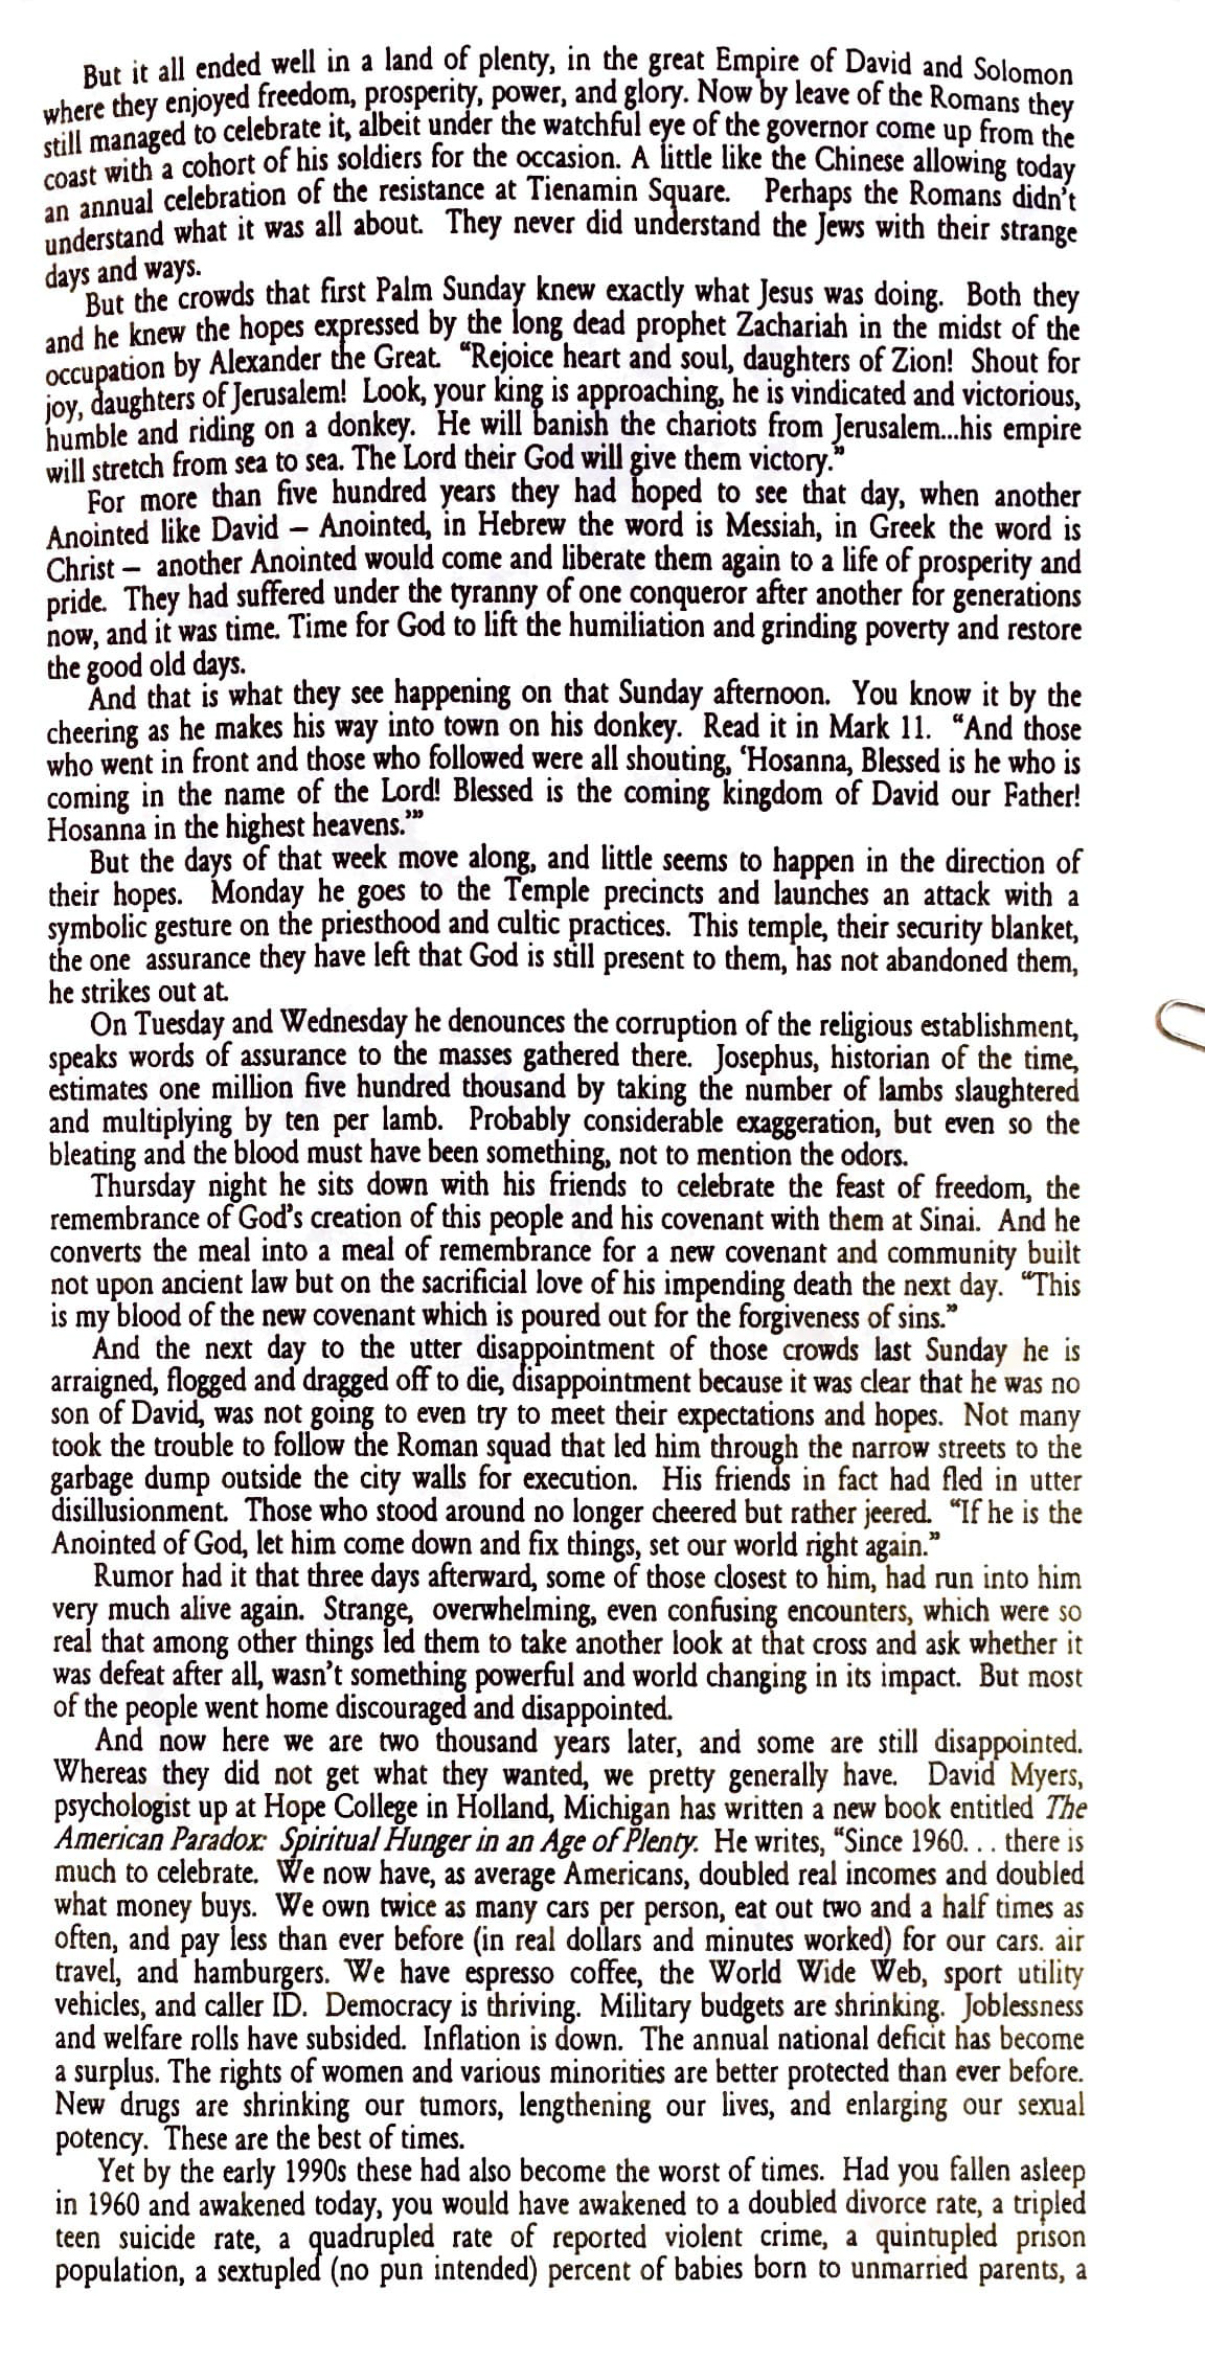 But it all ended well in a land of plenty, in the great Empire of David and Solomon
where they enjoyed freedom, prosperity, power, and glory. Now by leave of the Romans they
still managed to celebrate it, albeit under the watchful eye of the governor come up from the
coast with a cohort of his soldiers for the occasion. A little like the Chinese allowing today
an annual celebration of the resistance at Tienamin Square. Perhaps the Romans didn't
understand what it was all about. They never did understand the Jews with their strange
days and ways.
But the crowds that first Palm Sunday knew exactly what Jesus was doing. Both they
and he knew the hopes expressed by the long dead prophet Zachariah in the midst of the
occupation by Alexander the Great. “Rejoice heart and soul, daughters of Zion! Shout for
joy, daughters of Jerusalem! Look, your king is approaching, he is vindicated and victorious,
humble and riding on a donkey. He will banish the chariots from Jerusalem...his empire
will stretch from sea to sea. The Lord their God will give them victory.”
For more than five hundred years they had hoped to see that day, when another
Anointed like David – Anointed, in Hebrew the word is Messiah, in Greek the word is
Christ – another Anointed would come and liberate them again to a life of prosperity and
pride. They had suffered under the tyranny of one conqueror after another for generations
now, and it was time. Time for God to lift the humiliation and grinding poverty and restore
the good old days.
And that is what they see happening on that Sunday afternoon. You know it by the
cheering as he makes his way into town on his donkey. Read it in Mark 11. “And those
who went in front and those who followed were all shouting, ‘Hosanna, Blessed is he who is
coming in the name of the Lord! Blessed is the coming kingdom of David our Father!
Hosanna in the highest heavens.’”
But the days of that week move along, and little seems to happen in the direction of
their hopes. Monday he goes to the Temple precincts and launches an attack with a
symbolic gesture on the priesthood and cultic practices. This temple, their security blanket,
the one assurance they have left that God is still present to them, has not abandoned them,
he strikes out at.
On Tuesday and Wednesday he denounces the corruption of the religious establishment,
speaks words of assurance to the masses gathered there. Josephus, historian of the time,
estimates one million five hundred thousand by taking the number of lambs slaughtered
and multiplying by ten per lamb. Probably considerable exaggeration, but even so the
bleating and the blood must have been something, not to mention the odors.
Thursday night he sits down with his friends to celebrate the feast of freedom, the
remembrance of God's creation of this people and his covenant with them at Sinai. And he
converts the meal into a meal of remembrance for a new covenant and community built
not upon ancient law but on the sacrificial love of his impending death the next day. “This
is my blood of the new covenant which is poured out for the forgiveness of sins.”
And the next day to the utter disappointment of those crowds last Sunday he is
arraigned, flogged and dragged off to die, disappointment because it was clear that he was no
son of David, was not going to even try to meet their expectations and hopes. Not many
took the trouble to follow the Roman squad that led him through the narrow streets to the
garbage dump outside the city walls for execution. His friends in fact had fled in utter
disillusionment. Those who stood around no longer cheered but rather jeered. “If he is the
Anointed of God, let him come down and fix things, set our world right again.”
Rumor had it that three days afterward, some of those closest to him, had run into him
very much alive again. Strange, overwhelming, even confusing encounters, which were so
real that among other things led them to take another look at that cross and ask whether it
was defeat after all, wasn't something powerful and world changing in its impact. But most
of the people went home discouraged and disappointed.
And now here we are two thousand years later, and some are still disappointed.
Whereas they did not get what they wanted, we pretty generally have. David Myers,
psychologist up at Hope College in Holland, Michigan has written a new book entitled The
American Paradox: Spiritual Hunger in an Age of Plenty. He writes, “Since 1960. . . there is
much to celebrate. We now have, as average Americans, doubled real incomes and doubled
what money buys. We own twice as many cars per person, eat out two and a half times as
often, and pay less than ever before (in real dollars and minutes worked) for our cars. air
travel, and hamburgers. We have espresso coffee, the World Wide Web, sport utility
vehicles, and caller ID. Democracy is thriving. Military budgets are shrinking. Joblessness
and welfare rolls have subsided. Inflation is down. The annual national deficit has become
a surplus. The rights of women and various minorities are better protected than ever before.
New drugs are shrinking our tumors, lengthening our lives, and enlarging our sexual
potency. These are the best of times.
Yet by the early 1990s these had also become the worst of times. Had you fallen asleep
in 1960 and awakened today, you would have awakened to a doubled divorce rate, a tripled
teen suicide rate, a quadrupled rate of reported violent crime, a quintupled prison
population, a sextupled (no pun intended) percent of babies born to unmarried parents, a